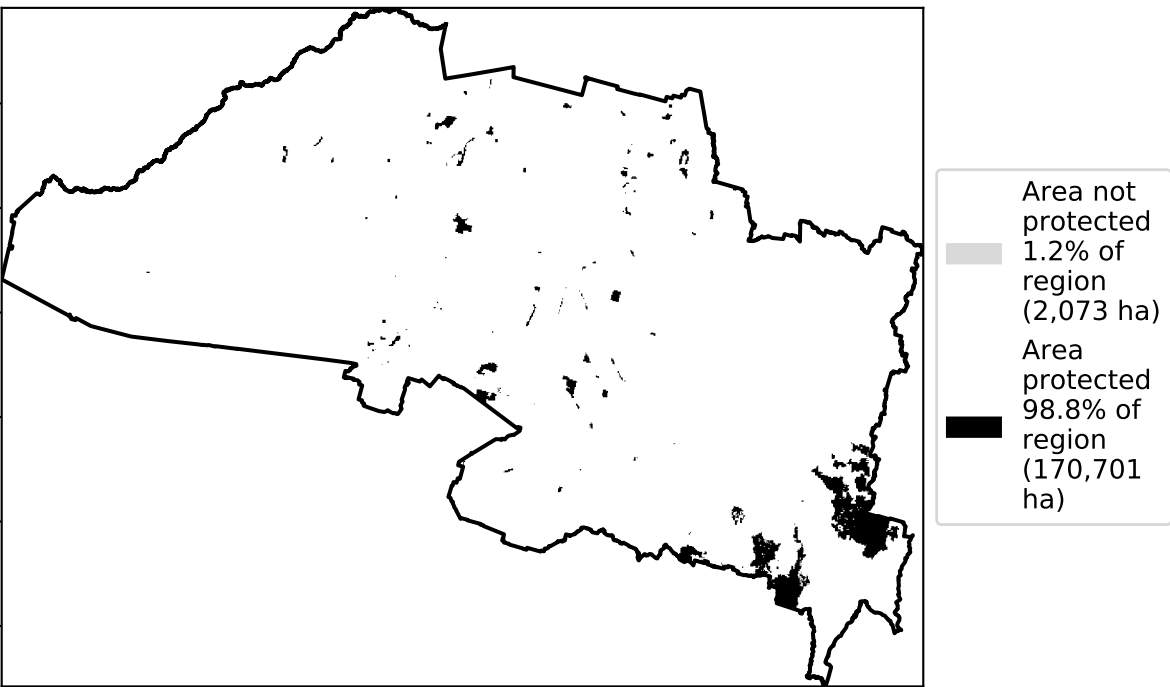 Area not
protected
1.2% of
region
(2,073 ha)
Area
protected
98.8% of
region
(170,701
ha)